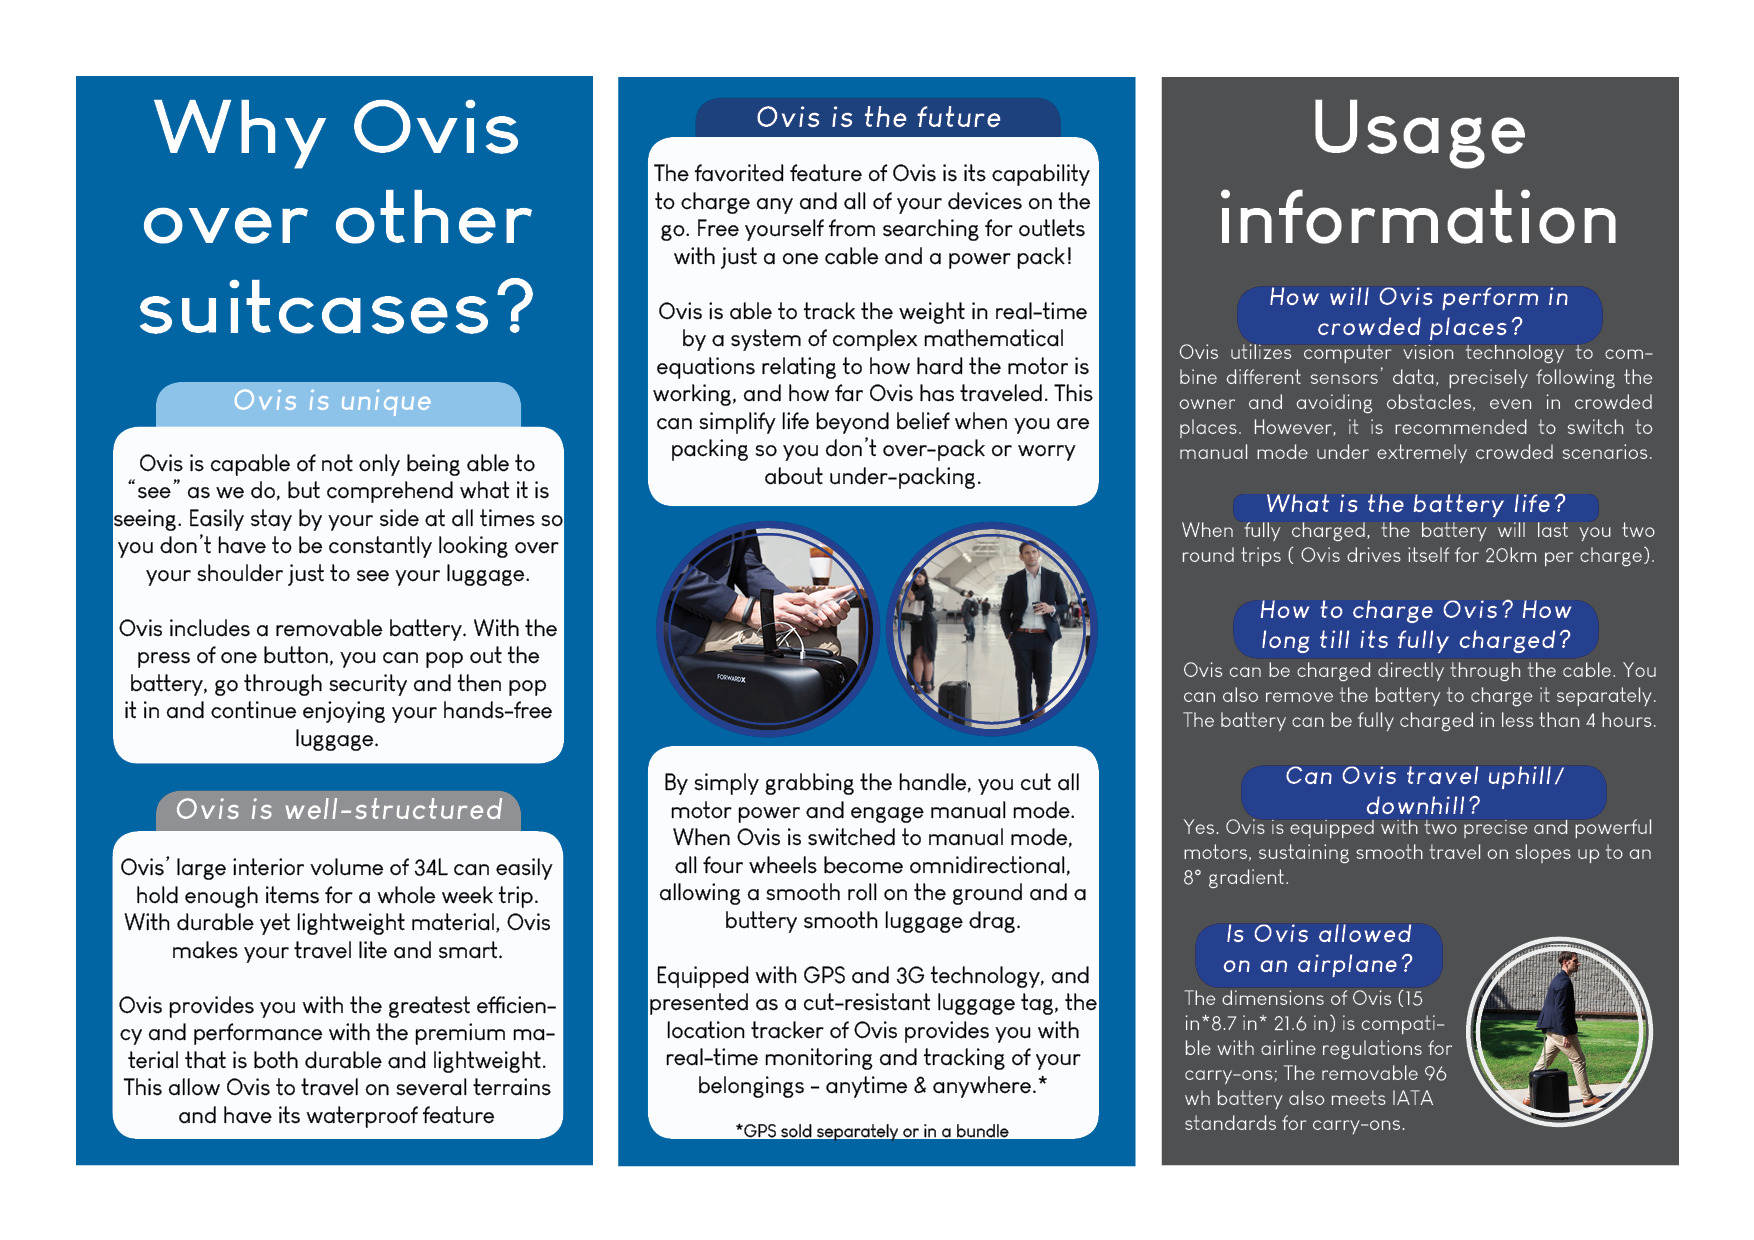 Why Ovis
over other
suitcases?
Ovis is unique
Ovis is capable of not only being able to
“see” as we do, but comprehend what it is
seeing. Easily stay by your side at all times so
you don’t have to be constantly looking over
your shoulder just to see your luggage.
Ovis includes a removable battery. With the
press of one button, you can pop out the
battery, go through security and then pop
it in and continue enjoying your hands-free
luggage.
Ovis is well-structured
Ovis’ large interior volume of 34L can easily
hold enough items for a whole week trip.
With durable yet lightweight material, Ovis
makes your travel lite and smart.
Ovis provides you with the greatest efficien-
cy and performance with the premium ma-
terial that is both durable and lightweight.
This allow Ovis to travel on several terrains
and have its waterproof feature
Ovis is the future
The favorited feature of Ovis is its capability
to charge any and all of your devices on the
go. Free yourself from searching for outlets
with just a one cable and a power pack!
Ovis is able to track the weight in real-time
by a system of complex mathematical
equations relating to how hard the motor is
working, and how far Ovis has traveled. This
can simplify life beyond belief when you are
packing so you don’t over-pack or worry
about under-packing.
FORWARDX
By simply grabbing the handle, you cut all
motor power and engage manual mode.
When Ovis is switched to manual mode,
all four wheels become omnidirectional,
allowing a smooth roll on the ground and a
buttery smooth luggage drag.
Equipped with GPS and 3G technology, and
presented as a cut-resistant luggage tag, the
location tracker of Ovis provides you with
real-time monitoring and tracking of your
belongings - anytime & anywhere.*
*GPS sold separately or in a bundle
Usage
information
How will Ovis perform in
crowded places?
Ovis utilizes computer vision technology to com-
bine different sensors’ data, precisely following the
owner and avoiding obstacles, even in crowded
places. However, it is recommended to switch to
manual mode under extremely crowded scenarios.
What is the battery life?
When fully charged, the battery will last you two
round trips ( Ovis drives itself for 20km per charge).
How to charge Ovis? How
long till its fully charged?
Ovis can be charged directly through the cable. You
can also remove the battery to charge it separately.
The battery can be fully charged in less than 4 hours.
Can Ovis travel uphill/
downhill?
Yes. Ovis is equipped with two precise and powerful
motors, sustaining smooth travel on slopes up to an
8° gradient.
Is Ovis allowed
on an airplane?
The dimensions of Ovis (15
in*8.7 in* 21.6 in) is compati-
ble with airline regulations for
carry-ons; The removable 96
wh battery also meets IATA
standards for carry-ons.